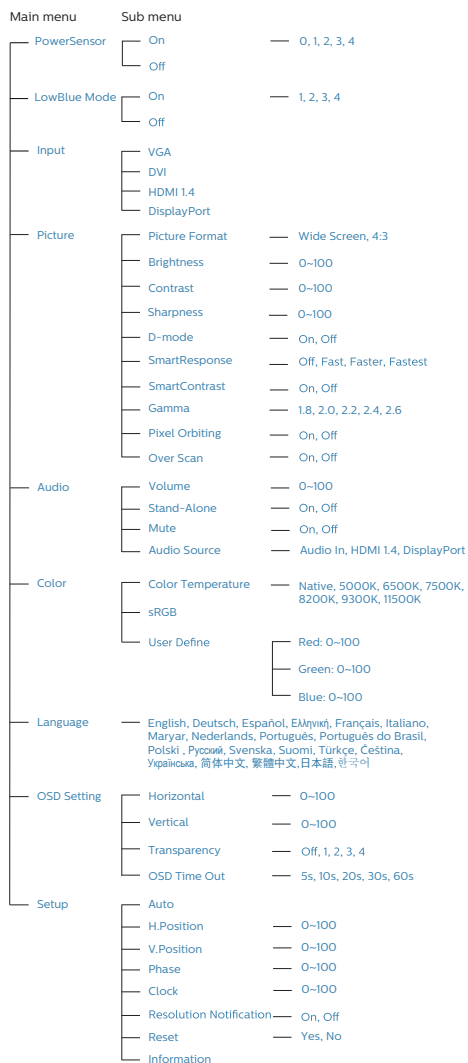 Main menu Sub menu
PowerSensor On 0, 1, 2, 3, 4
Off
LowBlue Mode On 1, 2, 3, 4
Off
Input VGA
DVI
HDMI 1.4
DisplayPort
Picture Picture Format Wide Screen, 4:3
Brightness 0~100
Contrast 0~100
Sharpness 0~100
D-mode On, Off
SmartResponse Off, Fast, Faster, Fastest
SmartContrast On, Off
Gamma 1.8, 2.0, 2.2, 2.4, 2.6
Pixel Orbiting On, Off
Over Scan On, Off
Audio Volume 0~100
Stand-Alone On, Off
Mute On, Off
Audio Source Audio In, HDMI 1.4, DisplayPort
Color Color Temperature Native, 5000K, 6500K, 7500K,
8200K, 9300K, 11500K
sRGB
User Define Red: 0~100
Green: 0~100
Blue: 0~100
Language English, Deutsch, Español, Ελληνική, Français, Italiano,
Maryar, Nederlands, Português, Português do Brasil,
Polski , Русский, Svenska, Suomi, Türkçe, Čeština,
Українська, 简体中文, 繁體中文,日本語,한국어
OSD Setting Horizontal 0~100
Vertical 0~100
Transparency Off, 1, 2, 3, 4
OSD Time Out 5s, 10s, 20s, 30s, 60s
Setup Auto
H.Position 0~100
V.Position 0~100
Phase 0~100
Clock 0~100
Resolution Notification On, Off
Reset Yes, No
Information